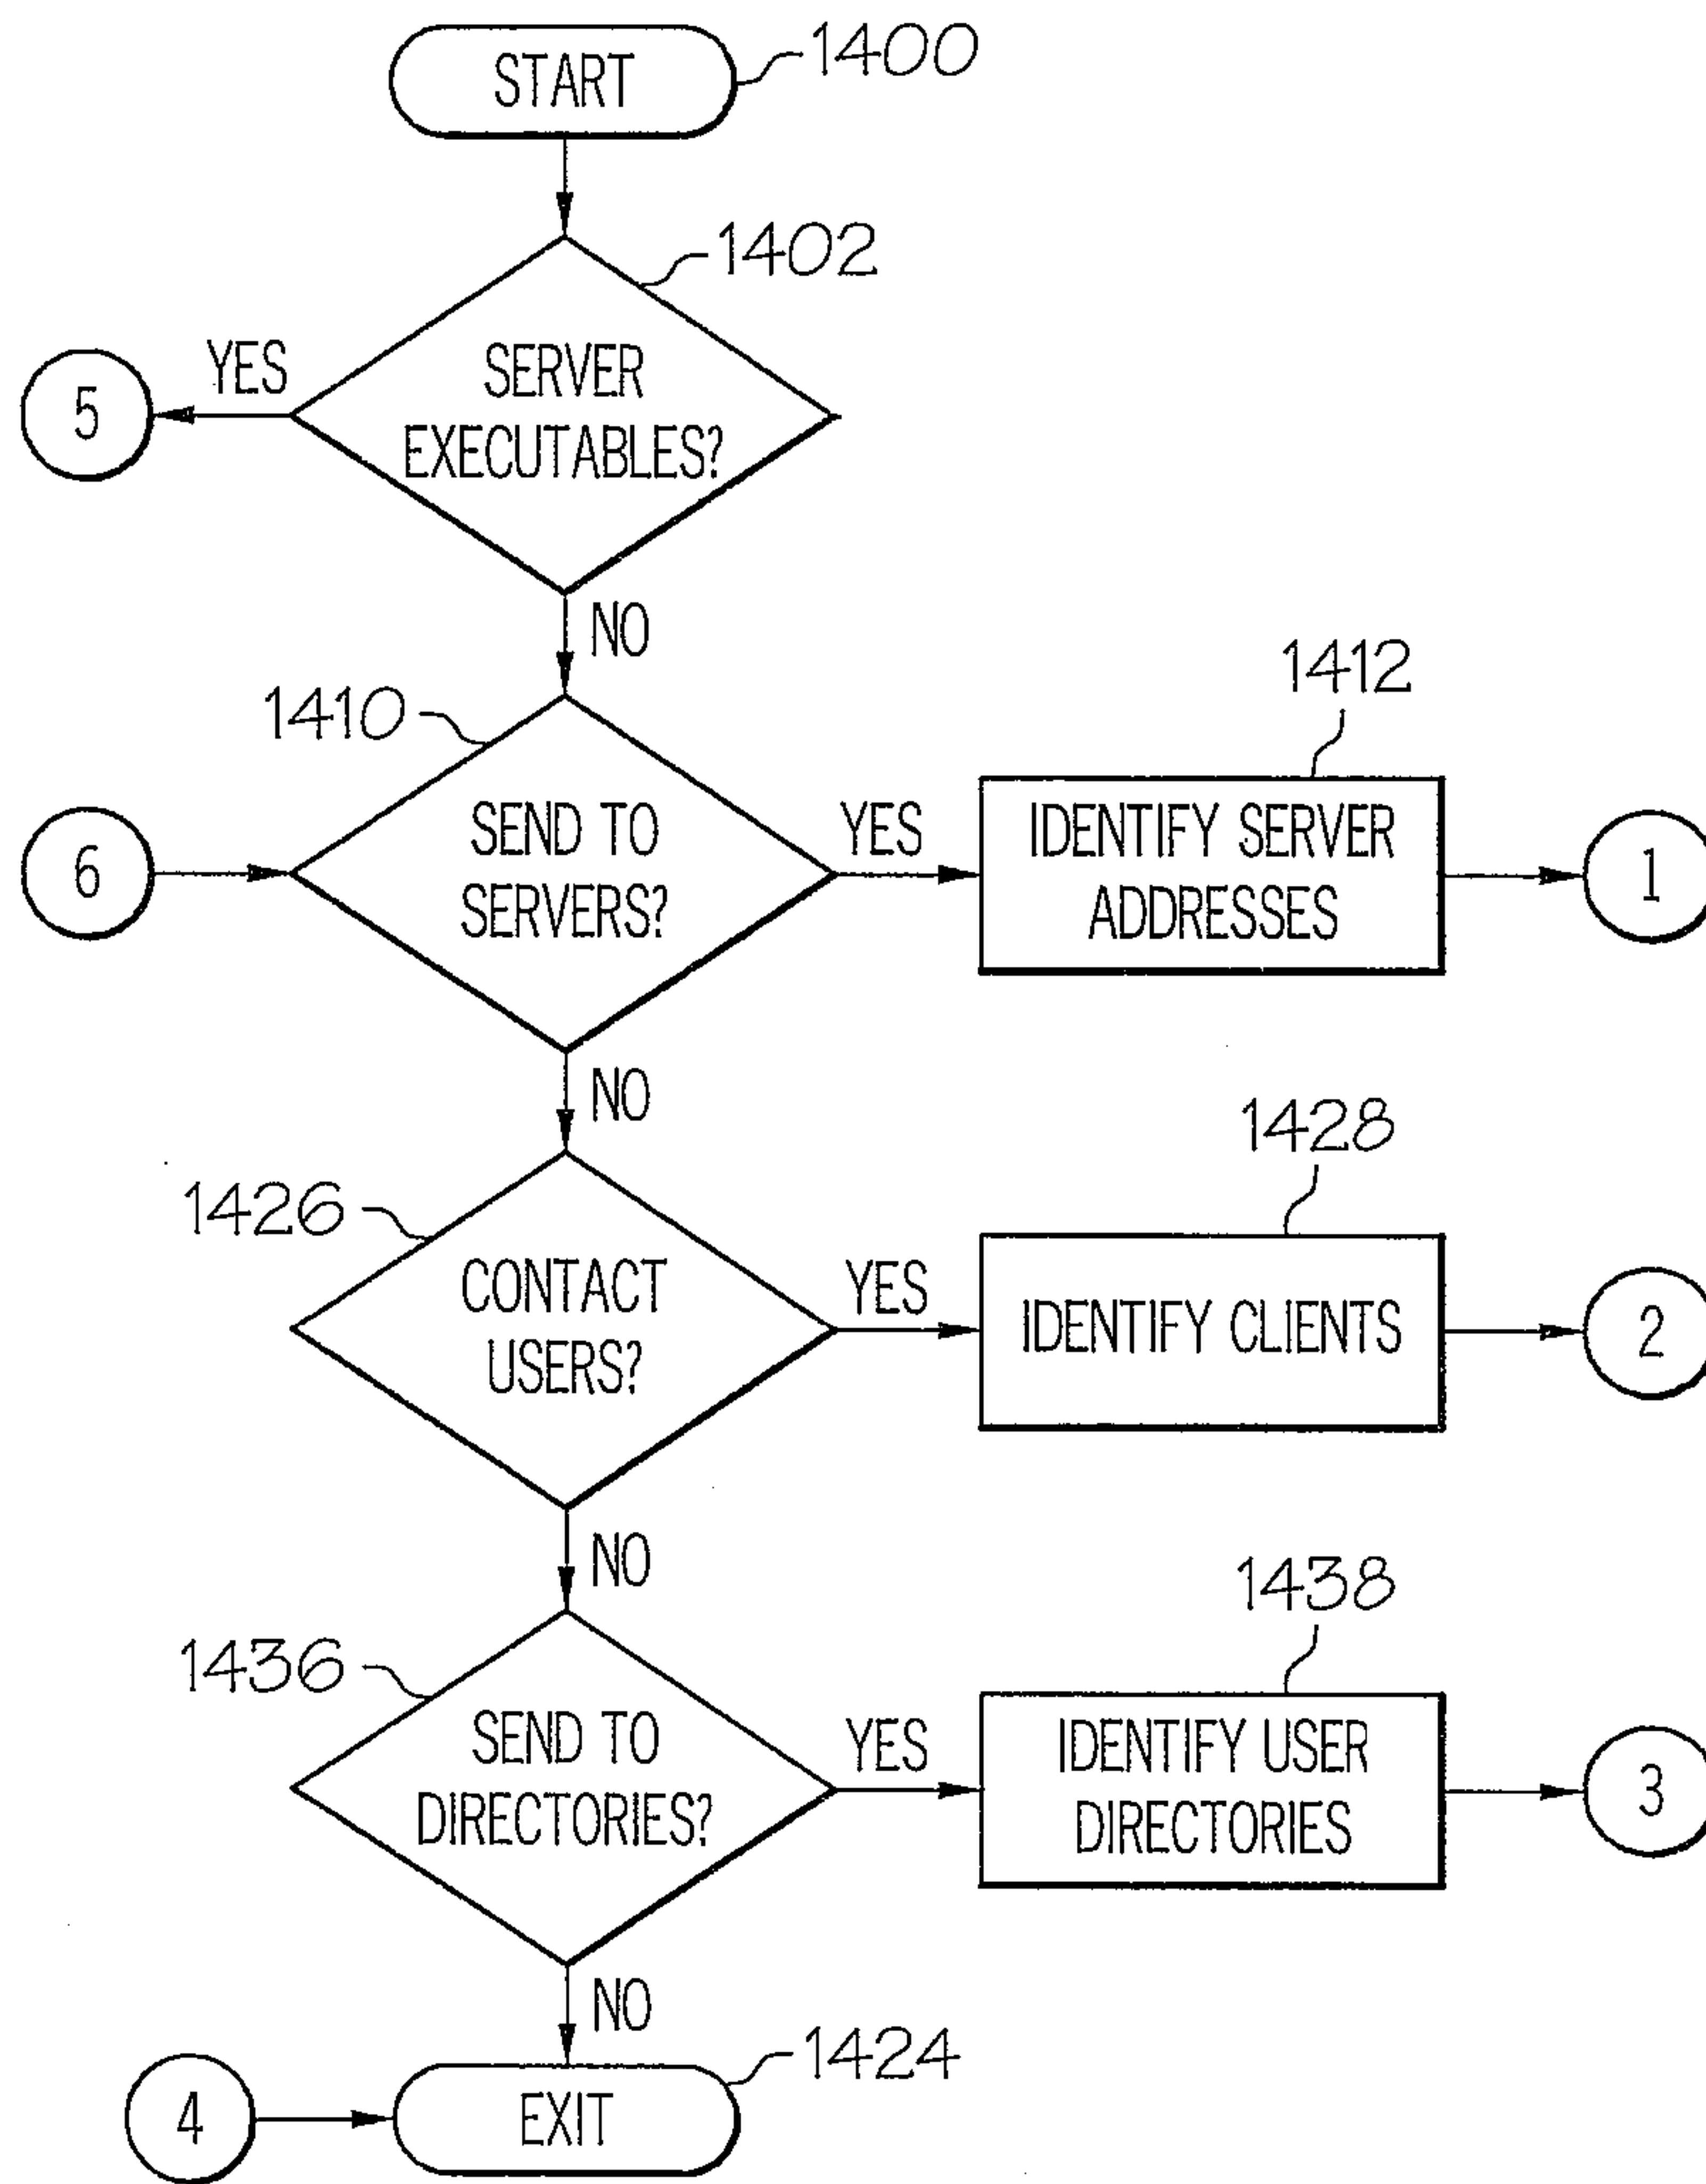 START
1400
1402
YES
5
SERVER
EXECUTABLES?
NO
1410
1412
6
SEND TO
SERVERS?
YES
IDENTIFY SERVER
ADDRESSES
1
NO
1426
1428
CONTACT
USERS?
YES
IDENTIFY CLIENTS
2
NO
1436
1438
SEND TO
DIRECTORIES?
YES
IDENTIFY USER
DIRECTORIES
3
NO
1424
4
EXIT